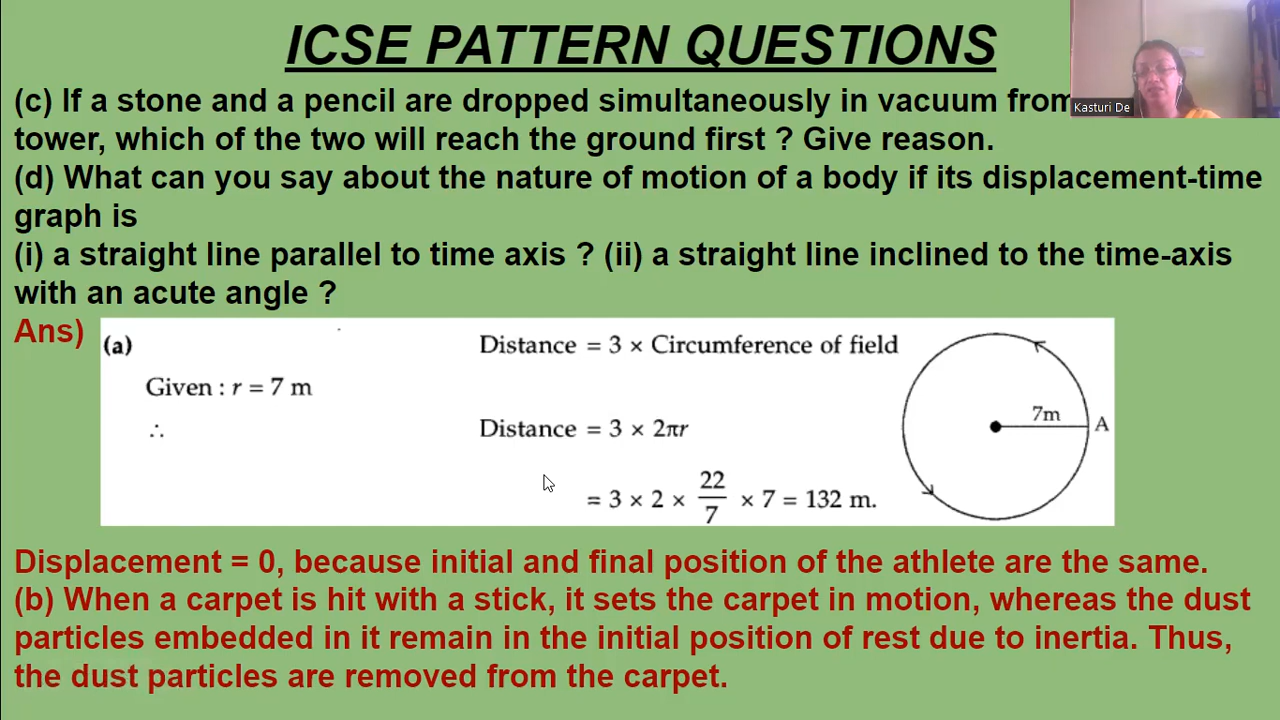 ICSE PATTERN QUESTIONS
(c) If a stone and a pencil are dropped simultaneously in vacuum from
Kasturi De
tower, which of the two will reach the ground first ? Give reason.
(d) What can you say about the nature of motion of a body if its displacement-time
graph is
(i) a straight line parallel to time axis ? (ii) a straight line inclined to the time-axis
with an acute angle ?
Ans)
(a)
Distance = 3 × Circumference of field
Given : r = 7 m
7m
A
∴
Distance = 3 × 2πr
= 3 × 2 × 22/7 × 7 = 132 m.
Displacement = 0, because initial and final position of the athlete are the same.
(b) When a carpet is hit with a stick, it sets the carpet in motion, whereas the dust
particles embedded in it remain in the initial position of rest due to inertia. Thus,
the dust particles are removed from the carpet.